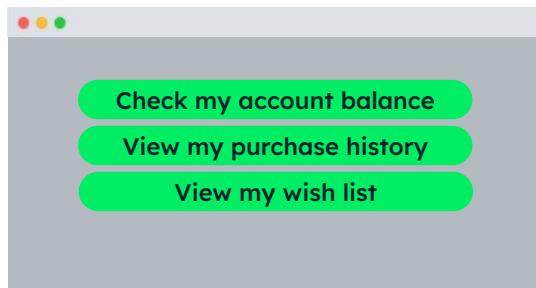 Check my account balance
View my purchase history
View my wish list